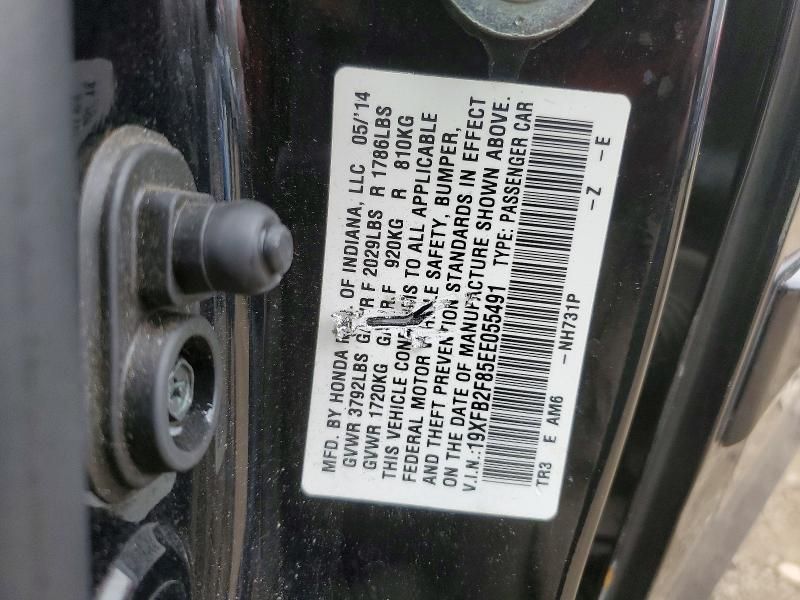 MFD. BY HONDA OF INDIANA, LLC 05/'14
GVWR 3792LBS F 2029LBS R 1786LBS
GVWR 1720KG F 920KG R 810KG
THIS VEHICLE TO ALL APPLICABLE
FEDERAL MOTOR SAFETY, BUMPER,
AND THEFT PREVENTION STANDARDS IN EFFECT
ON THE DATE OF MANUFACTURE SHOWN ABOVE.
V.I.N.:19XFB2F85EE055491 TYPE: PASSENGER CAR
TR3 E AM6 –NH731P –Z –E